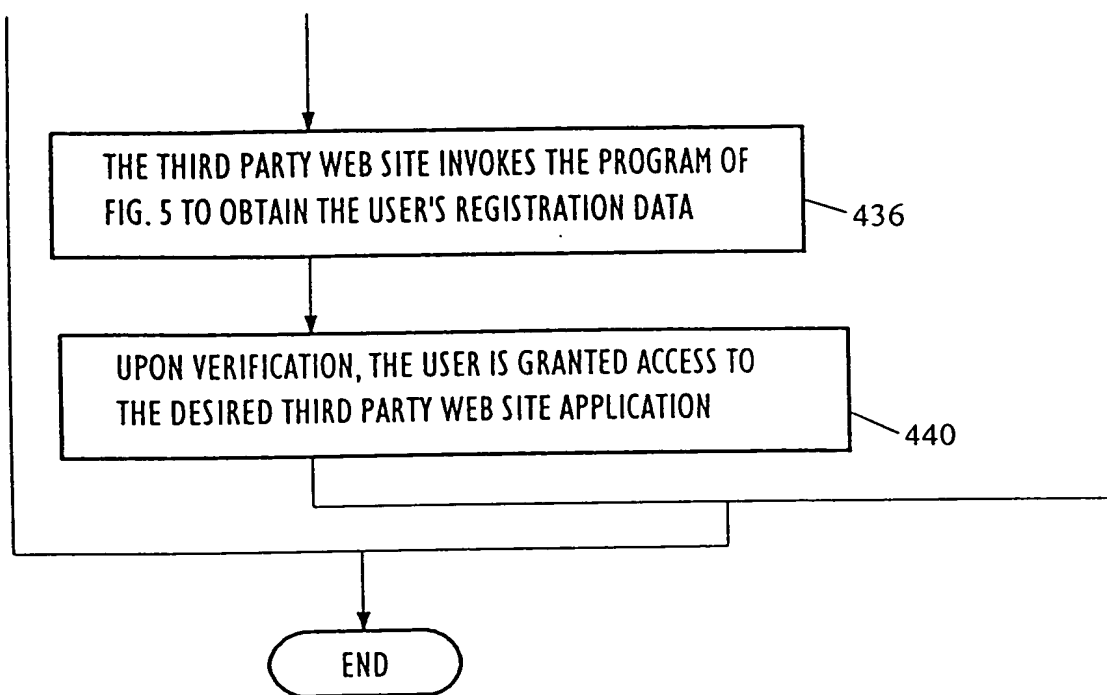 THE THIRD PARTY WEB SITE INVOKES THE PROGRAM OF
FIG. 5 TO OBTAIN THE USER'S REGISTRATION DATA
436
UPON VERIFICATION, THE USER IS GRANTED ACCESS TO
THE DESIRED THIRD PARTY WEB SITE APPLICATION
440
END